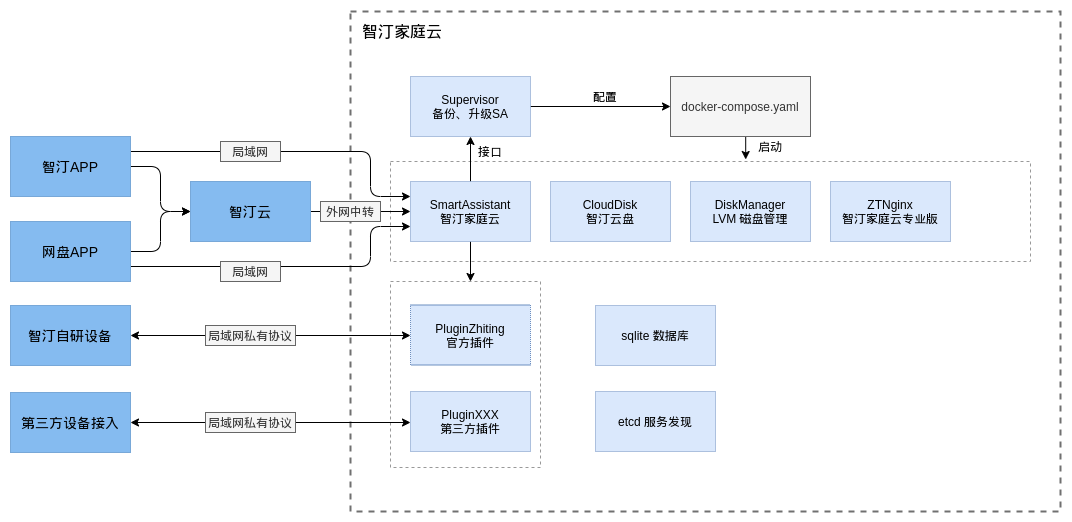 智汀家庭云
Supervisor
备份、升级SA
配置
docker-compose.yaml
接口
启动
智汀APP
局域网
智汀云
外网中转
SmartAssistant
智汀家庭云
CloudDisk
智汀云盘
DiskManager
LVM 磁盘管理
ZTNginx
智汀家庭云专业版
网盘APP
局域网
智汀自研设备
局域网私有协议
PluginZhiting
官方插件
sqlite 数据库
第三方设备接入
局域网私有协议
PluginXXX
第三方插件
etcd 服务发现